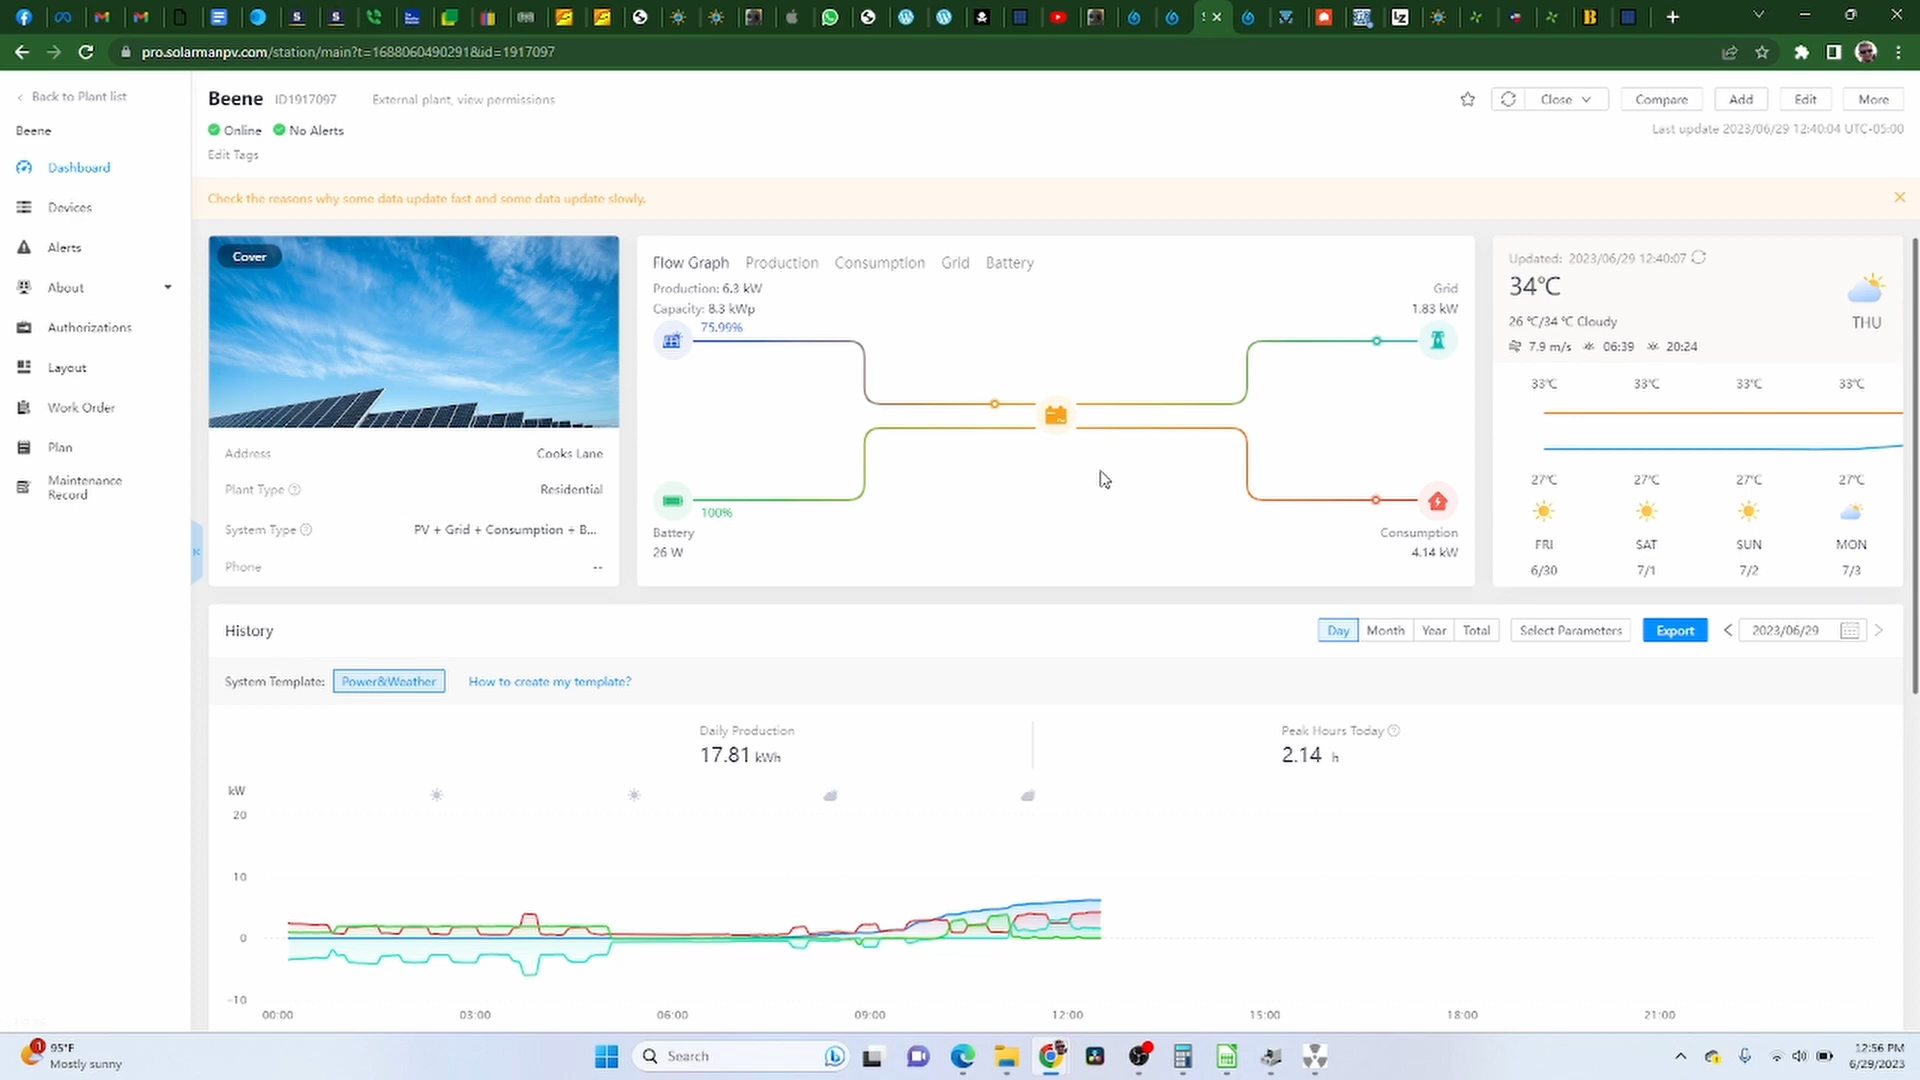 pro.solarmanpv.com/station/main?t=1688060490291&id=1917097
Back to Plant list
Beene
Dashboard
Devices
Alerts
About
Authorizations
Layout
Work Order
Plan
Maintenance
Record
Beene ID1917097 External plant, view permissions
Close Compare Add Edit More
Online No Alerts
Last update 2023/06/29 12:40:04 UTC-05:00
Edit Tags
Check the reasons why some data update fast and some data update slowly.
Cover
Address Cooks Lane
Plant Type Residential
System Type PV + Grid + Consumption + B...
Phone --
Flow Graph Production Consumption Grid Battery
Production: 6.3 kW
Capacity: 8.3 kWp
75.99%
Grid
1.83 kW
100%
Battery
26 W
Consumption
4.14 kW
Updated: 2023/06/29 12:40:07
34℃
26 ℃/34 ℃ Cloudy
THU
7.9 m/s 06:39 20:24
33℃ 33℃ 33℃ 33℃
27℃ 27℃ 27℃ 27℃
FRI SAT SUN MON
6/30 7/1 7/2 7/3
History
Day Month Year Total Select Parameters Export 2023/06/29
System Template: Power&Weather How to create my template?
Daily Production
17.81 kWh
Peak Hours Today
2.14 h
kW
20
10
0
-10
00:00 03:00 06:00 09:00 12:00 15:00 18:00 21:00
1
95°F
Mostly sunny
Search
12:56 PM
6/29/2023